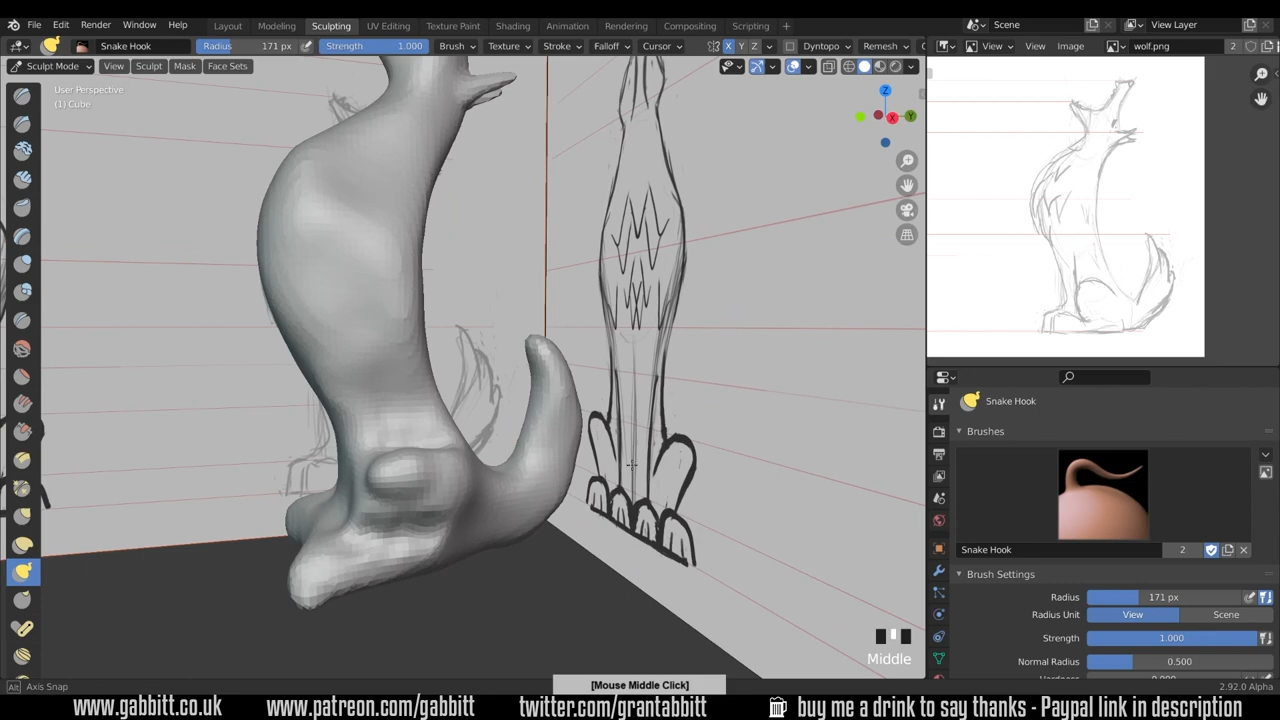 File Edit Render Window Help Layout Modeling Sculpting UV Editing Texture Paint Shading Animation Rendering Compositing Scripting + Scene View Layer
Snake Hook Radius 171 px Strength 1.000 Brush Texture Stroke Falloff Cursor X Y Z Dyntopo Remesh View View Image wolf.png 2
Sculpt Mode View Sculpt Mask Face Sets
User Perspective
(1) Cube
Z
X Y
Snake Hook
Brushes
Snake Hook 2
Brush Settings
Radius 171 px
Radius Unit View Scene
Strength 1.000
Normal Radius 0.500
Middle
Alt Axis Snap [Mouse Middle Click] 2.92.0 Alpha
www.gabbitt.co.uk www.patreon.com/gabbitt twitter.com/grantabbitt buy me a drink to say thanks - Paypal link in description